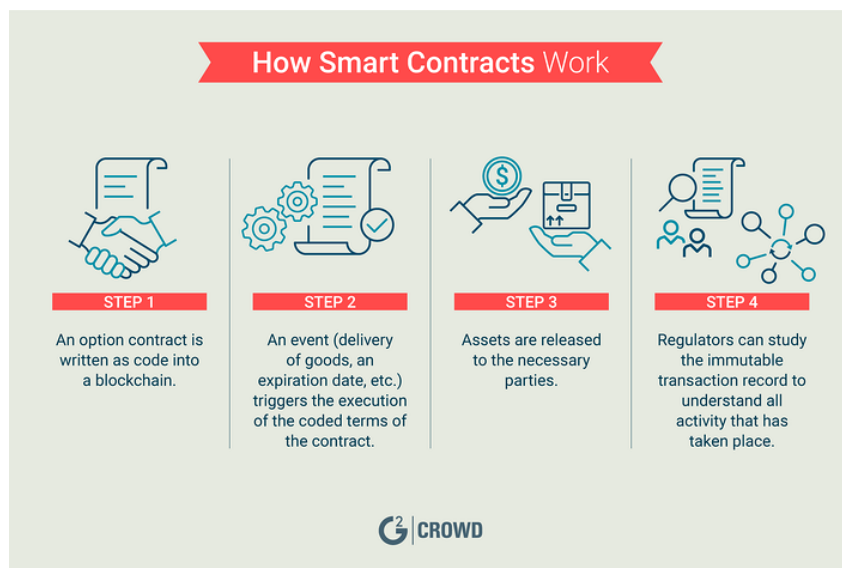 How Smart Contracts Work
STEP 1
An option contract is
written as code into
a blockchain.
STEP 2
An event (delivery
of goods, an
expiration date, etc.)
triggers the execution
of the coded terms of
the contract.
STEP 3
Assets are released
to the necessary
parties.
STEP 4
Regulators can study
the immutable
transaction record to
understand all
activity that has
taken place.
G2 CROWD